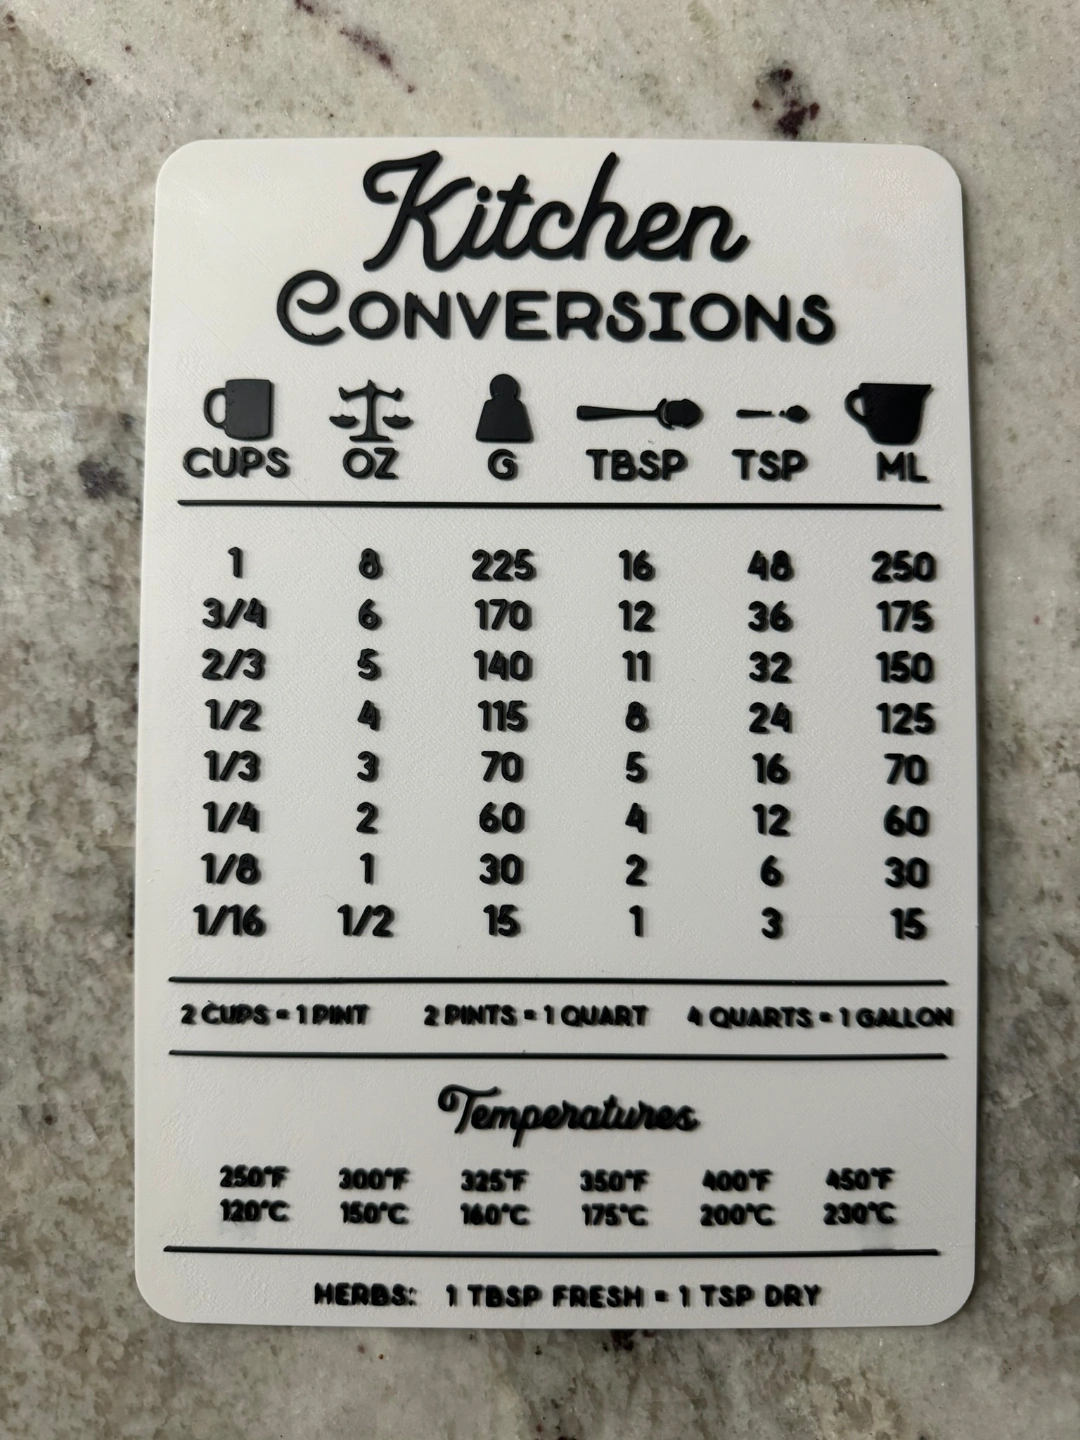 Kitchen
CONVERSIONS
CUPS OZ G TBSP TSP ML
1 8 225 16 48 250
3/4 6 170 12 36 175
2/3 5 140 11 32 150
1/2 4 115 8 24 125
1/3 3 70 5 16 70
1/4 2 60 4 12 60
1/8 1 30 2 6 30
1/16 1/2 15 1 3 15
2 CUPS = 1 PINT 2 PINTS = 1 QUART 4 QUARTS = 1 GALLON
Temperatures
250°F 300°F 325°F 350°F 400°F 450°F
120°C 150°C 160°C 175°C 200°C 230°C
HERBS: 1 TBSP FRESH = 1 TSP DRY